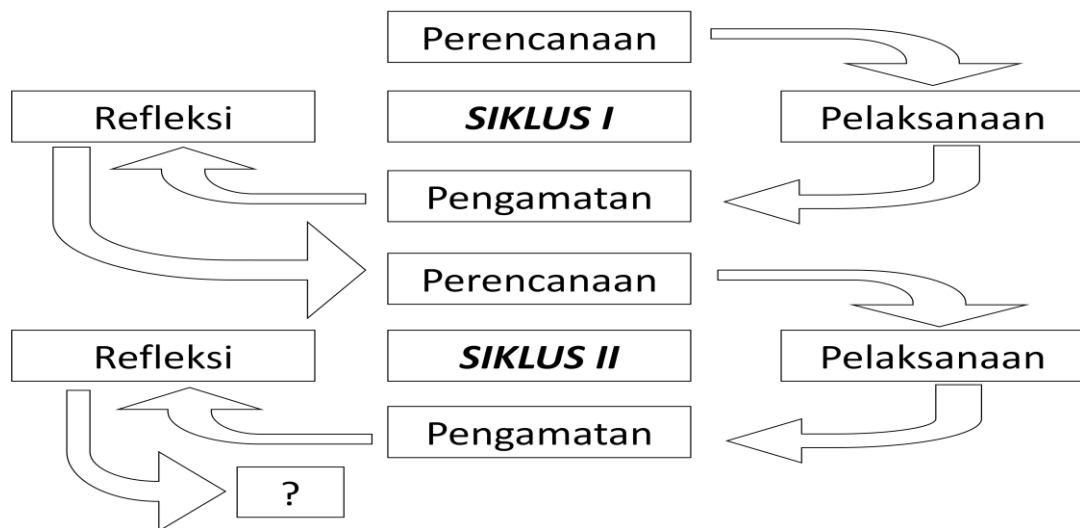 Perencanaan
Refleksi
SIKLUS I
Pelaksanaan
Pengamatan
Perencanaan
Refleksi
SIKLUS II
Pelaksanaan
Pengamatan
?